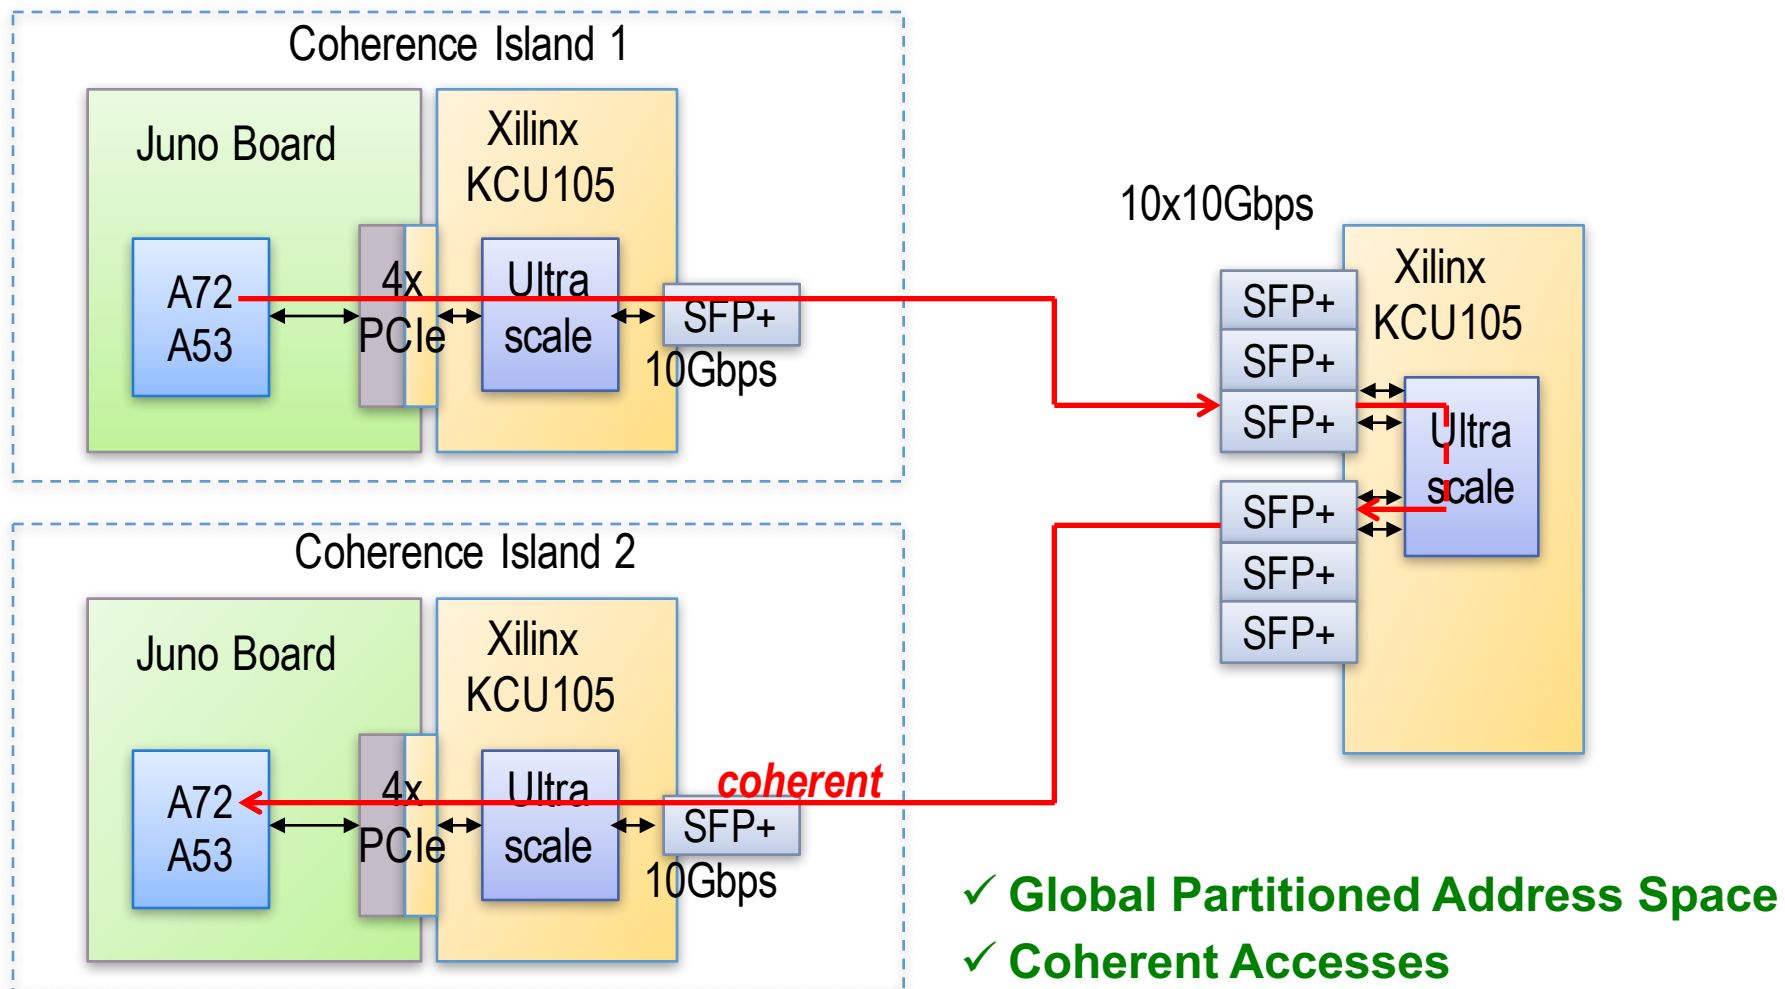 Coherence Island 1
Juno Board
Xilinx
KCU105
A72
A53
4x
PCIe
Ultra
scale
SFP+
10Gbps
10x10Gbps
Xilinx
KCU105
SFP+
SFP+
SFP+
Ultra
scale
SFP+
SFP+
SFP+
Coherence Island 2
Juno Board
Xilinx
KCU105
A72
A53
4x
PCIe
Ultra
scale
coherent
SFP+
10Gbps
✓ Global Partitioned Address Space
✓ Coherent Accesses